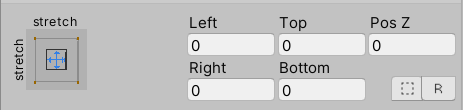 stretch
stretch
Left Top Pos Z
0 0 0
Right Bottom
0 0
R